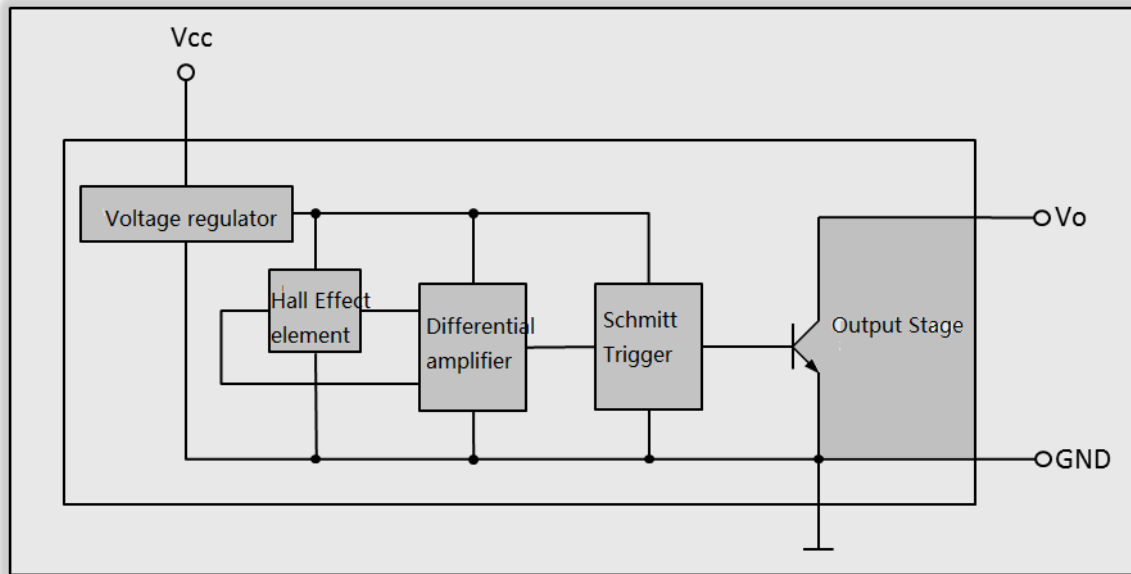 Vcc
Voltage regulator
Vo
Hall Effect
element
Differential
amplifier
Schmitt
Trigger
Output Stage
GND